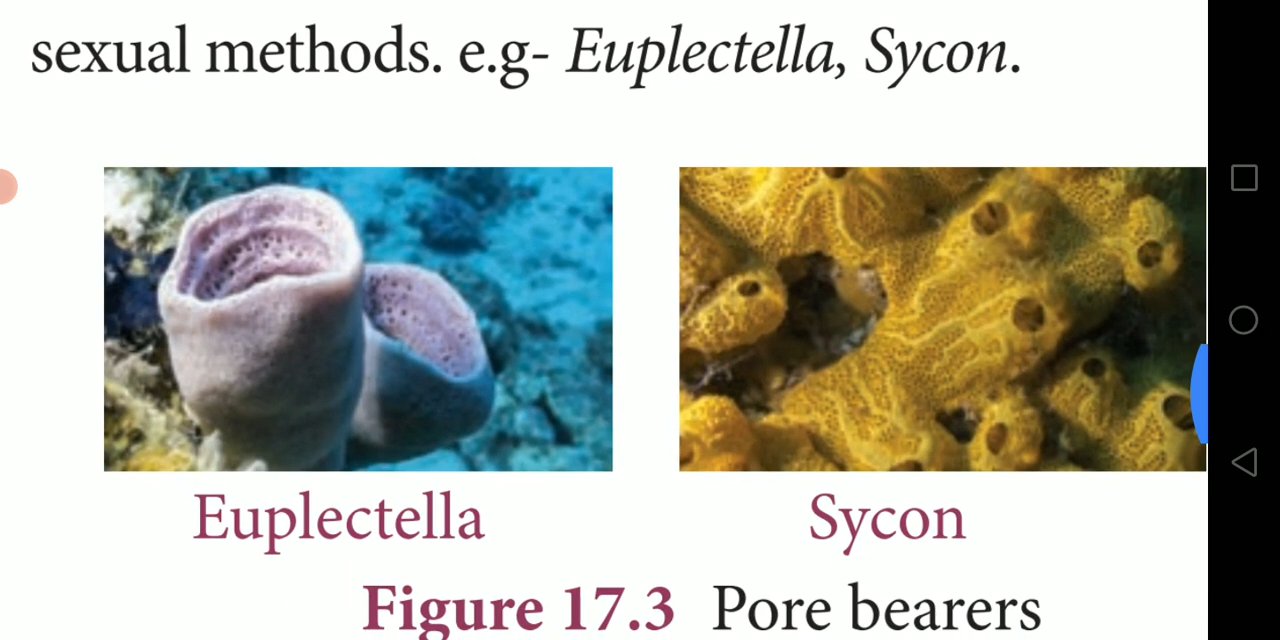 sexual methods. e.g- Euplectella, Sycon.
Euplectella
Sycon
Figure 17.3 Pore bearers